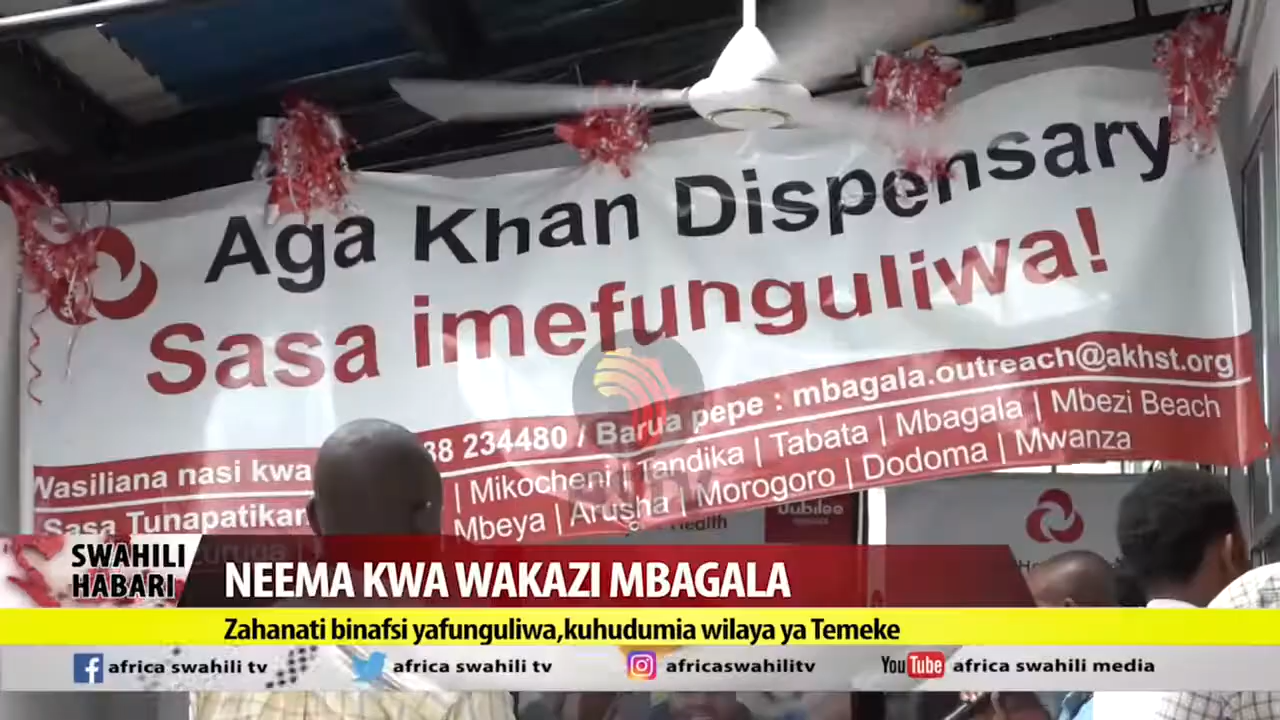 Aga Khan Dispensary
Sasa imefunguliwa!
Wasiliana nasi kwa 38 234480 / Barua pepe : mbagala.outreach@akhst.org
Sasa Tunapatikan | Mikocheni | Tandika | Tabata | Mbagala | Mbezi Beach
Mbeya | Arusha | Morogoro | Dodoma | Mwanza
Jubilee
Health
SWAHILI
HABARI
NEEMA KWA WAKAZI MBAGALA
Zahanati binafsi yafunguliwa,kuhudumia wilaya ya Temeke
africa swahili tv
africa swahili tv
africaswahilitv
YouTube africa swahili media